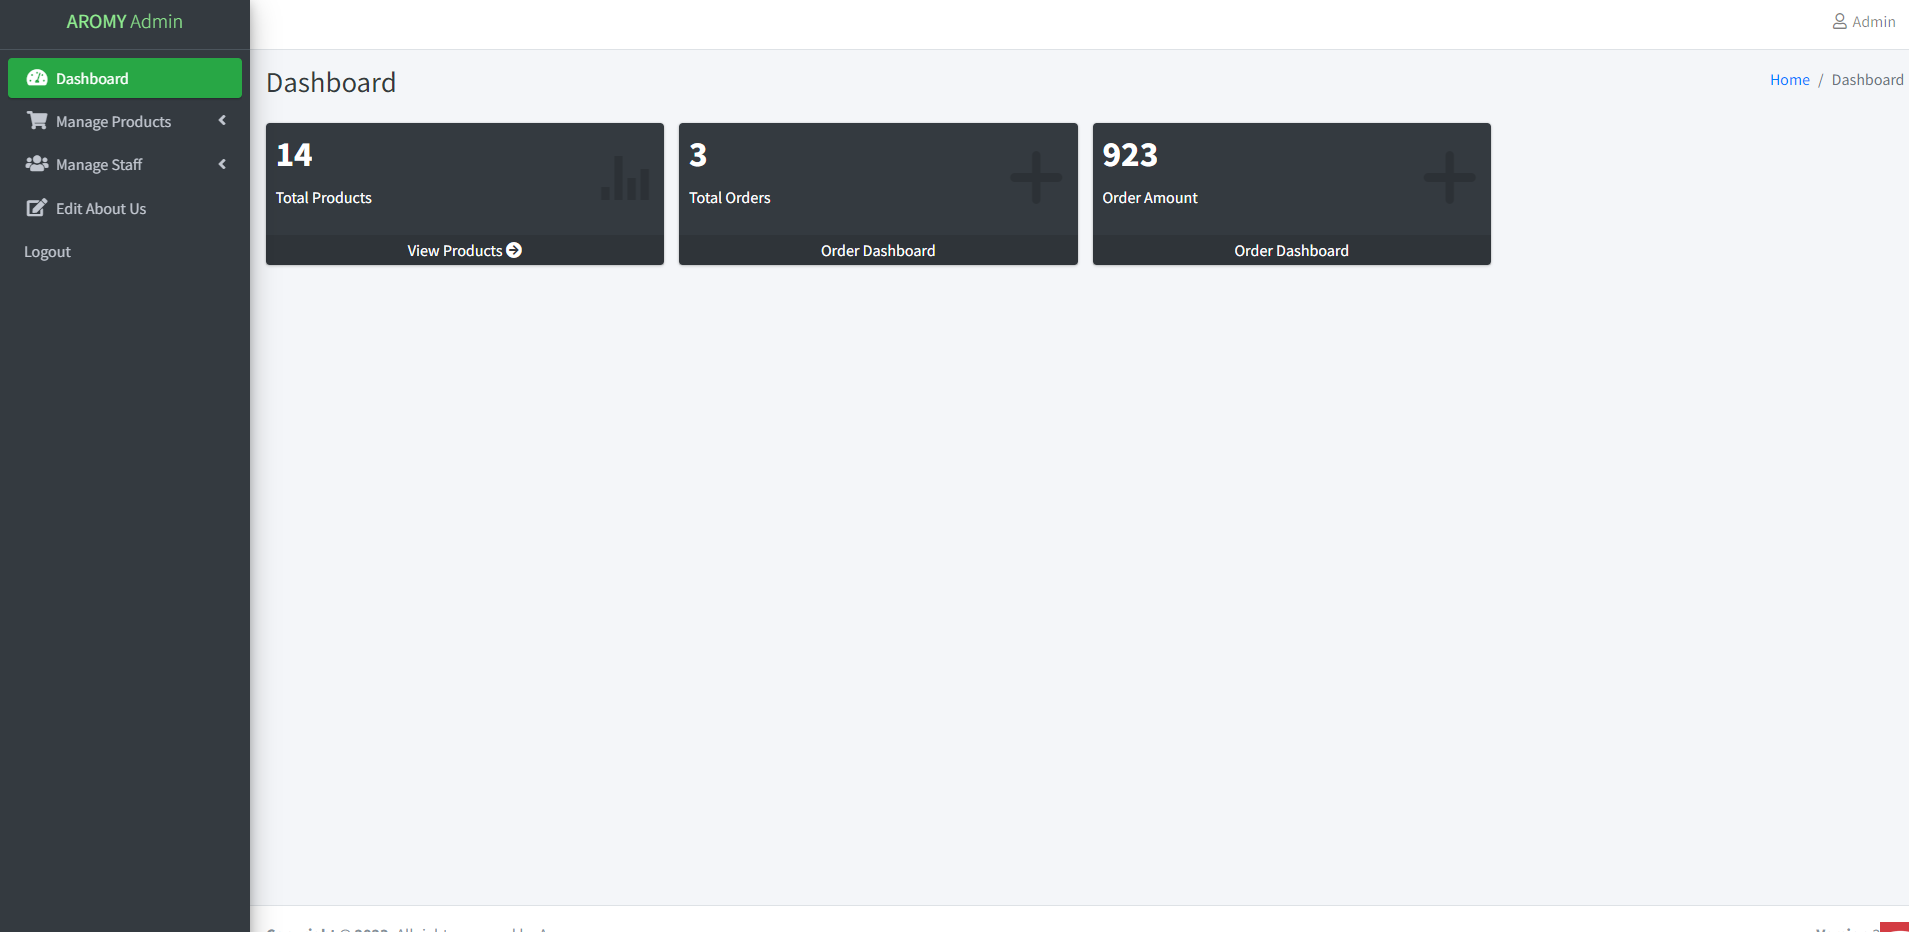 AROMY Admin
Admin
Dashboard
Manage Products
Manage Staff
Edit About Us
Logout
Dashboard
Home / Dashboard
14
Total Products
View Products
3
Total Orders
Order Dashboard
923
Order Amount
Order Dashboard